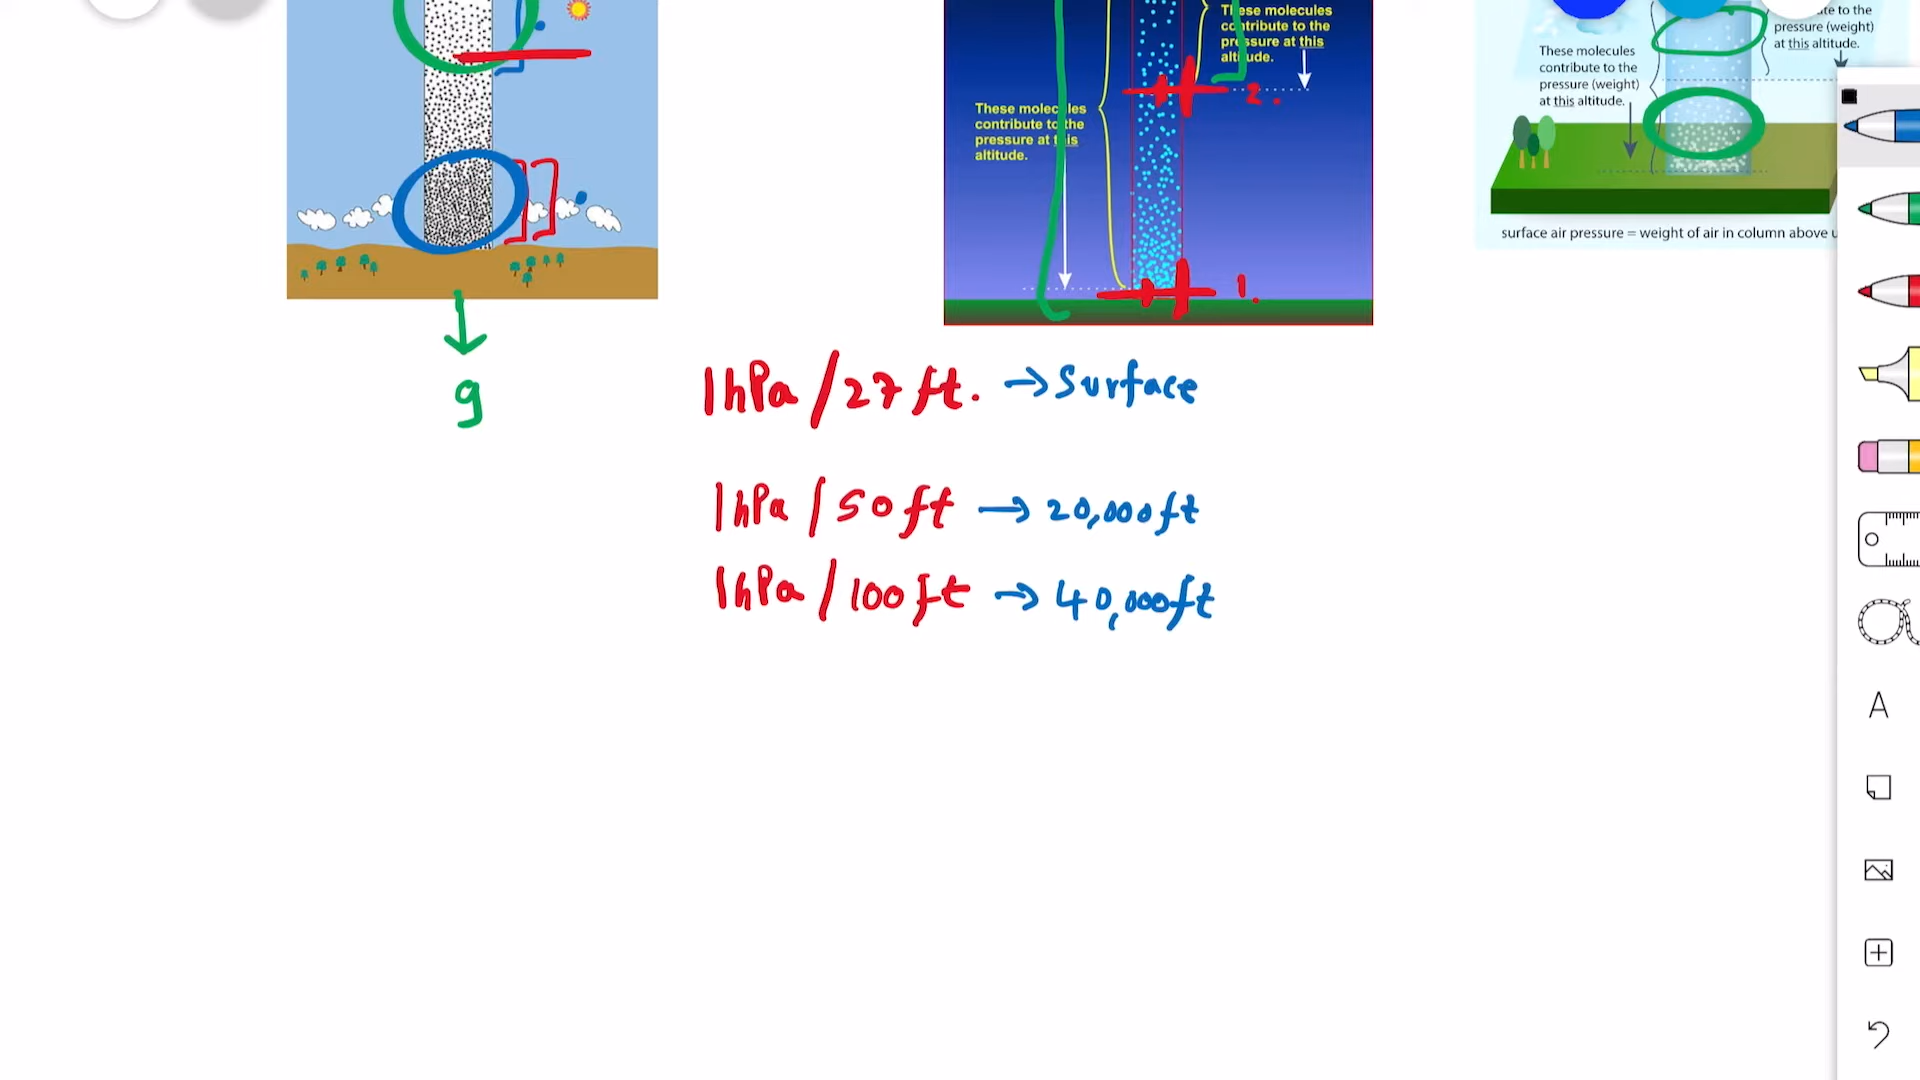 These molecules
contribute to the
pressure at this
altitude.
These molecules
contribute to the
pressure at this
altitude.
2.
1.
te to the
pressure (weight)
at this altitude.
These molecules
contribute to the
pressure (weight)
at this altitude.
surface air pressure = weight of air in column above
g
1hPa/27ft. → Surface
1hPa/50ft → 20,000ft
1hPa/100ft → 40,000ft
A